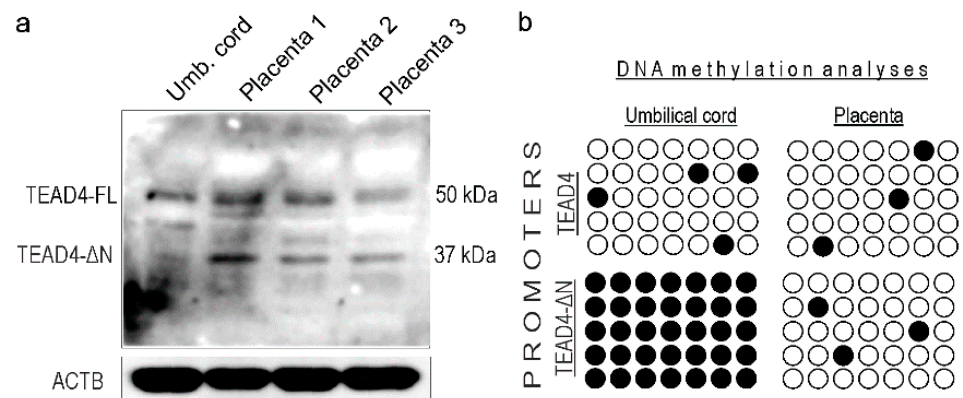 a
Umb. cord
Placenta 1
Placenta 2
Placenta 3
TEAD4-FL
50 kDa
TEAD4-ΔN
37 kDa
ACTB
b
DNA methylation analyses
Umbilical cord
Placenta
PROMOTERS
TEAD4
TEAD4-ΔN